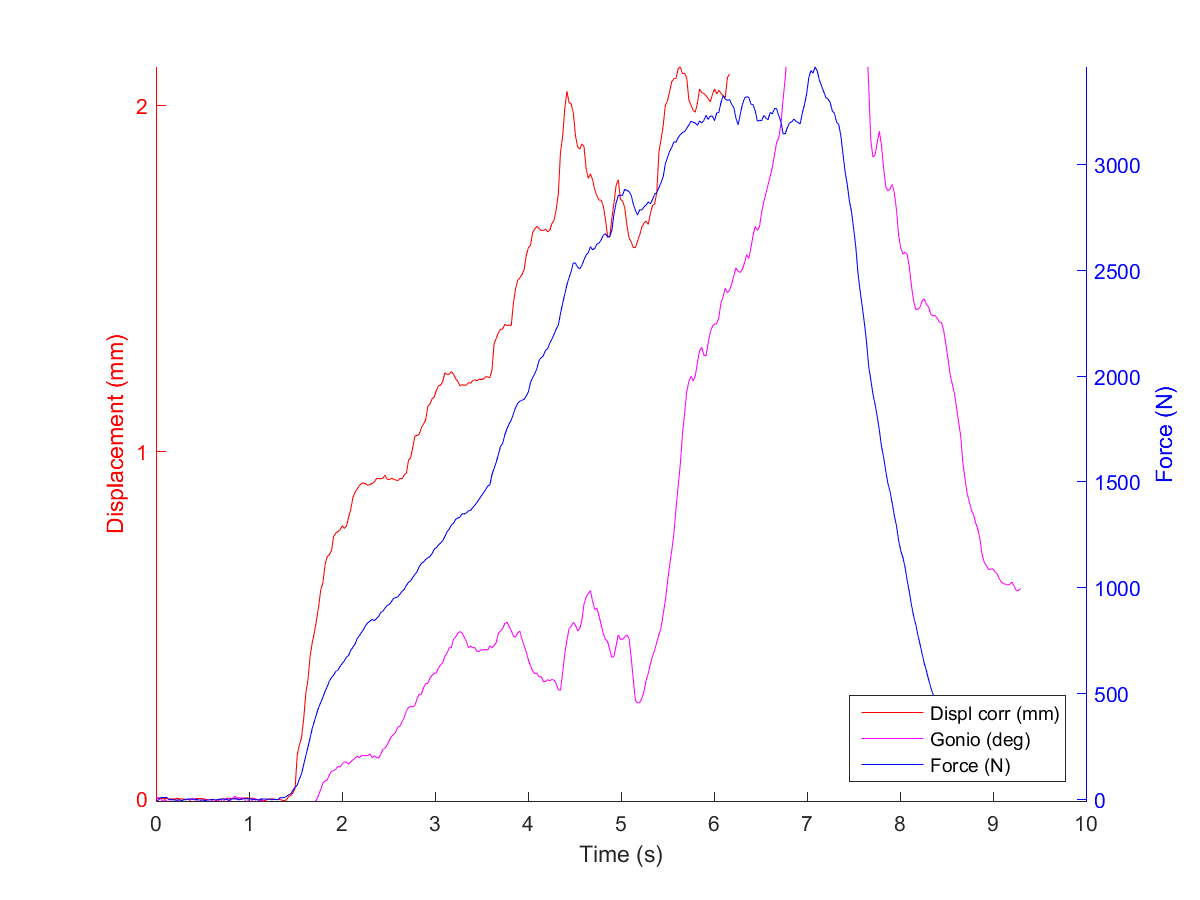 2
1
0
Displacement (mm)
3000
2500
2000
1500
1000
500
0
Force (N)
Displ corr (mm)
Gonio (deg)
Force (N)
0 1 2 3 4 5 6 7 8 9 10
Time (s)